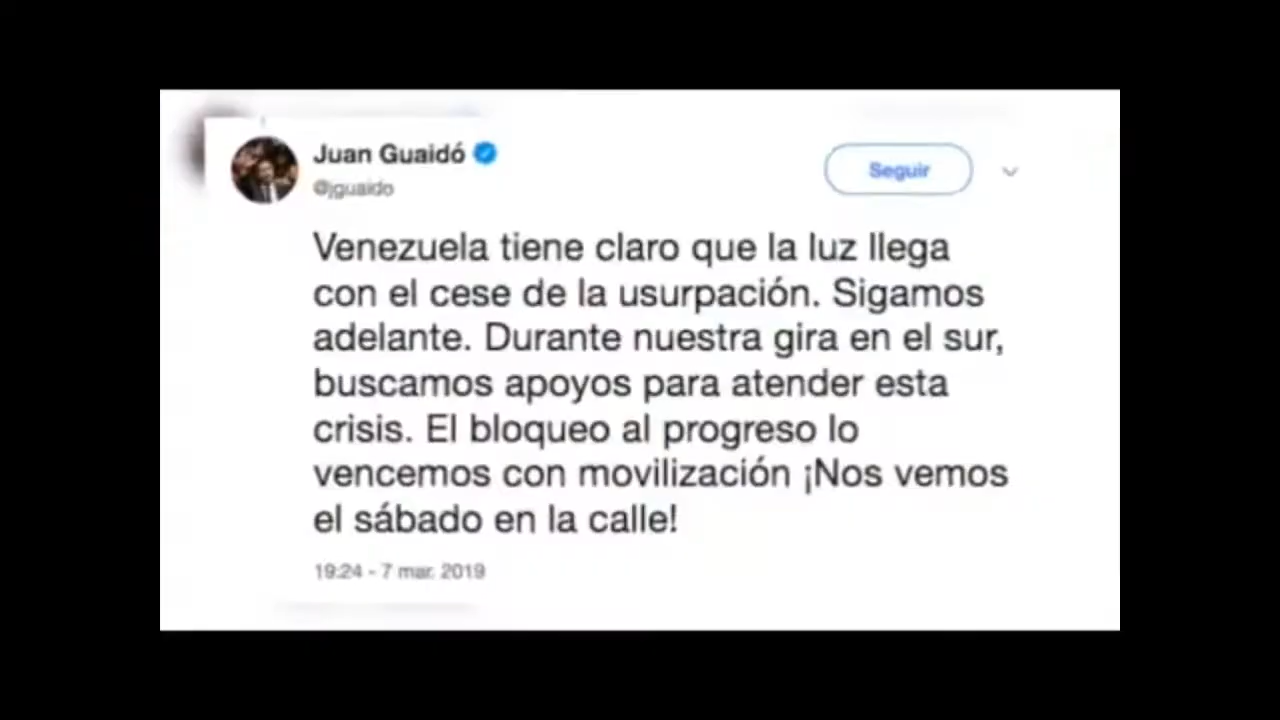 Juan Guaidó
@jguaido
Seguir
Venezuela tiene claro que la luz llega
con el cese de la usurpación. Sigamos
adelante. Durante nuestra gira en el sur,
buscamos apoyos para atender esta
crisis. El bloqueo al progreso lo
vencemos con movilización ¡Nos vemos
el sábado en la calle!
19:24 - 7 mar. 2019